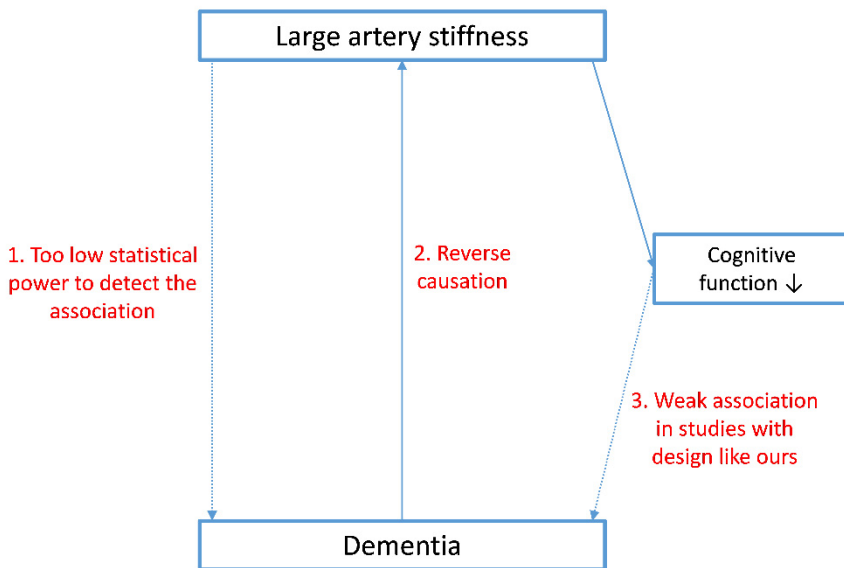 Large artery stiffness
1. Too low statistical
power to detect the
association
2. Reverse
causation
Cognitive
function ↓
3. Weak association
in studies with
design like ours
Dementia